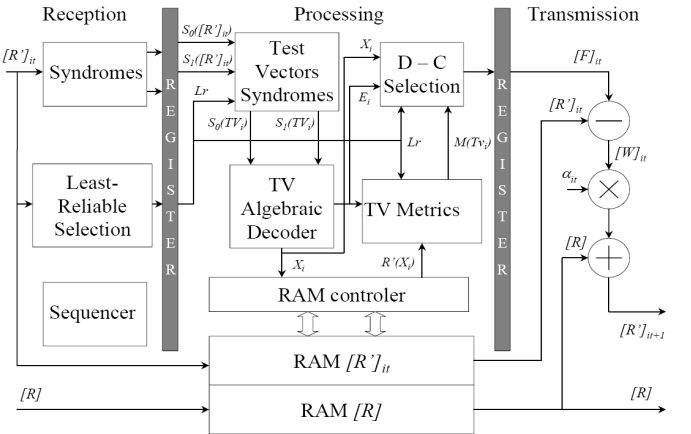 Reception
Processing
Transmission
[R']it
Syndromes
REGISTER
S0([R']it)
S1([R']it)
Lr
Test
Vectors
Syndromes
Xi
Ei
D – C
Selection
REGISTER
[F]it
[R']it
[W]it
αit
S0(TVi)
S1(TVi)
Lr
M(Tvi)
Least-
Reliable
Selection
TV
Algebraic
Decoder
TV Metrics
[R]
Xi
R'(Xi)
Sequencer
RAM controler
[R']it+1
RAM [R']it
[R]
RAM [R]
[R]